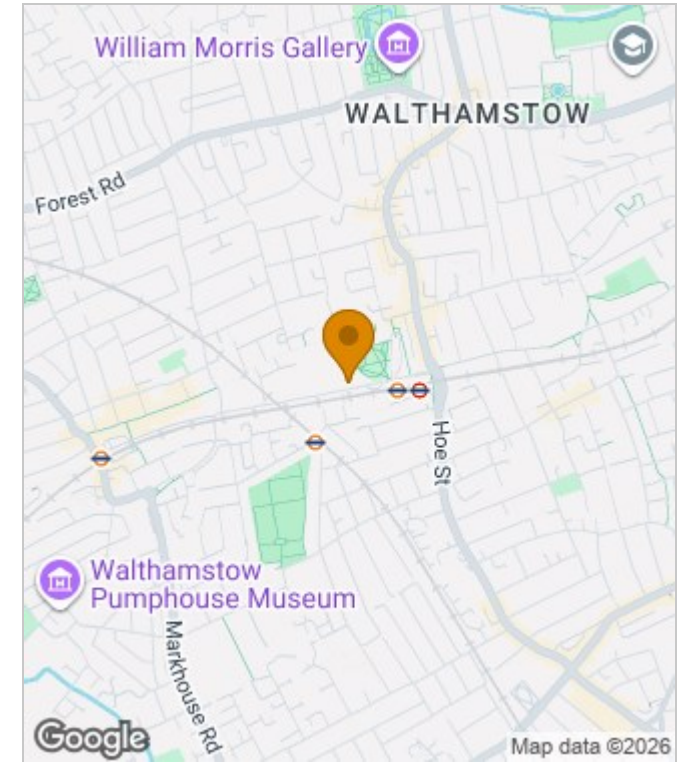 William Morris Gallery
WALTHAMSTOW
Forest Rd
Hoe St
Walthamstow
Pumphouse Museum
Markhouse Rd
Google
Map data ©2026